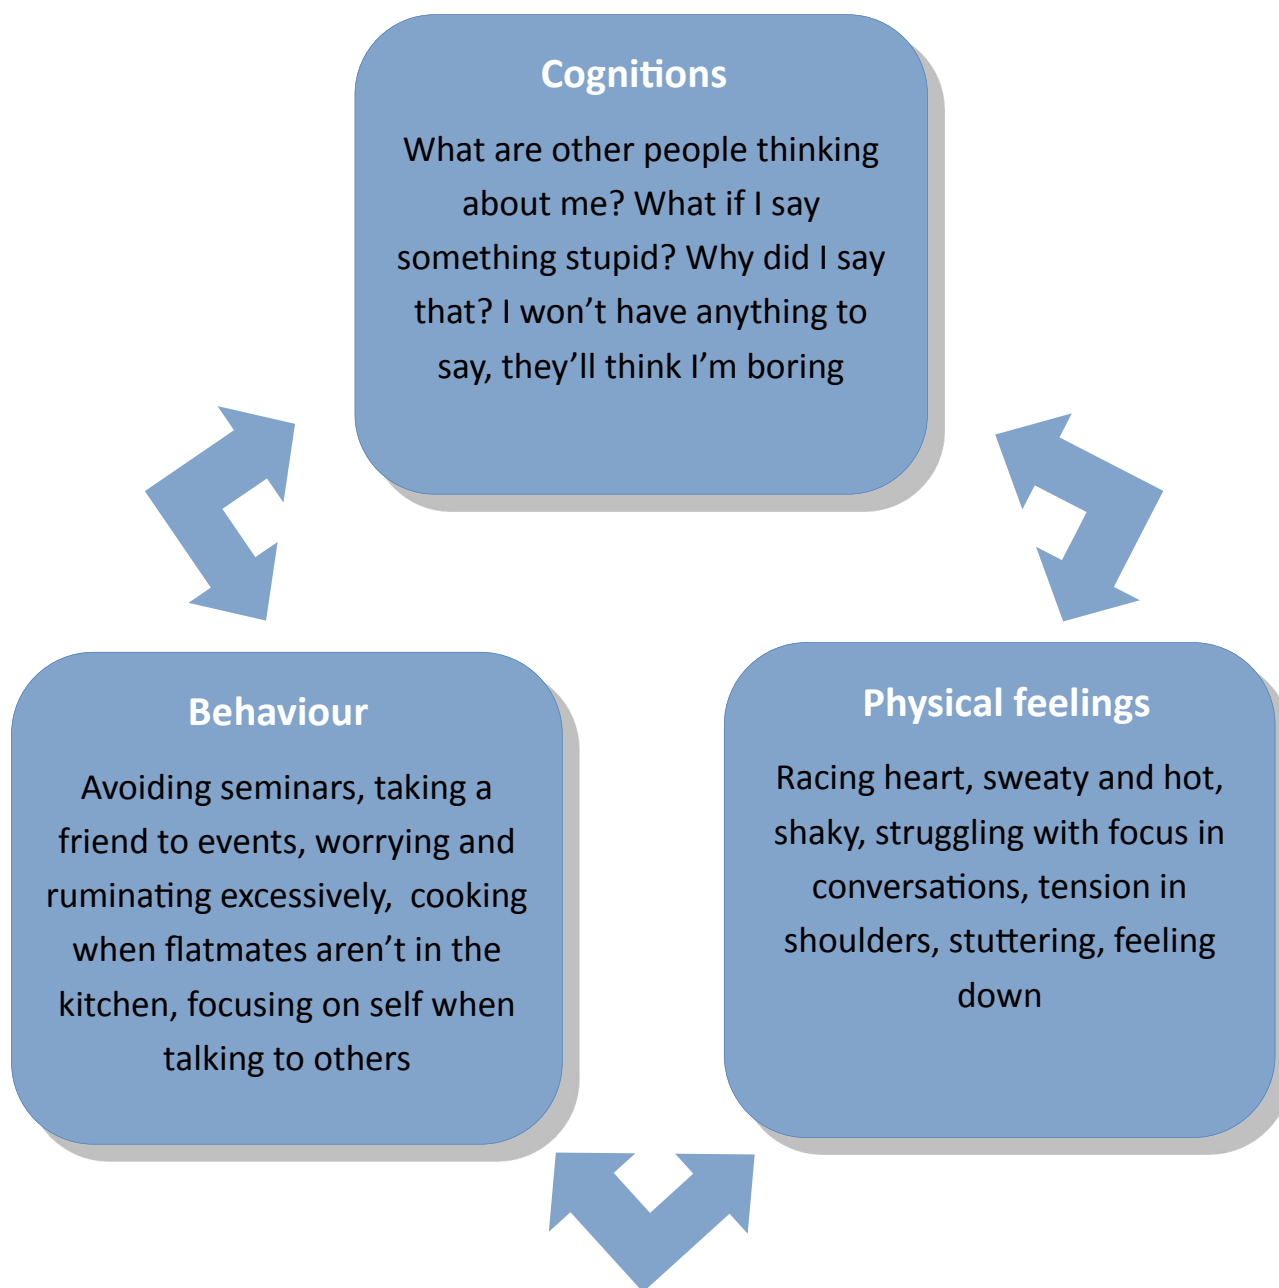 Cognitions
What are other people thinking
about me? What if I say
something stupid? Why did I say
that? I won’t have anything to
say, they’ll think I’m boring
Behaviour
Avoiding seminars, taking a
friend to events, worrying and
ruminating excessively,  cooking
when flatmates aren’t in the
kitchen, focusing on self when
talking to others
Physical feelings
Racing heart, sweaty and hot,
shaky, struggling with focus in
conversations, tension in
shoulders, stuttering, feeling
down